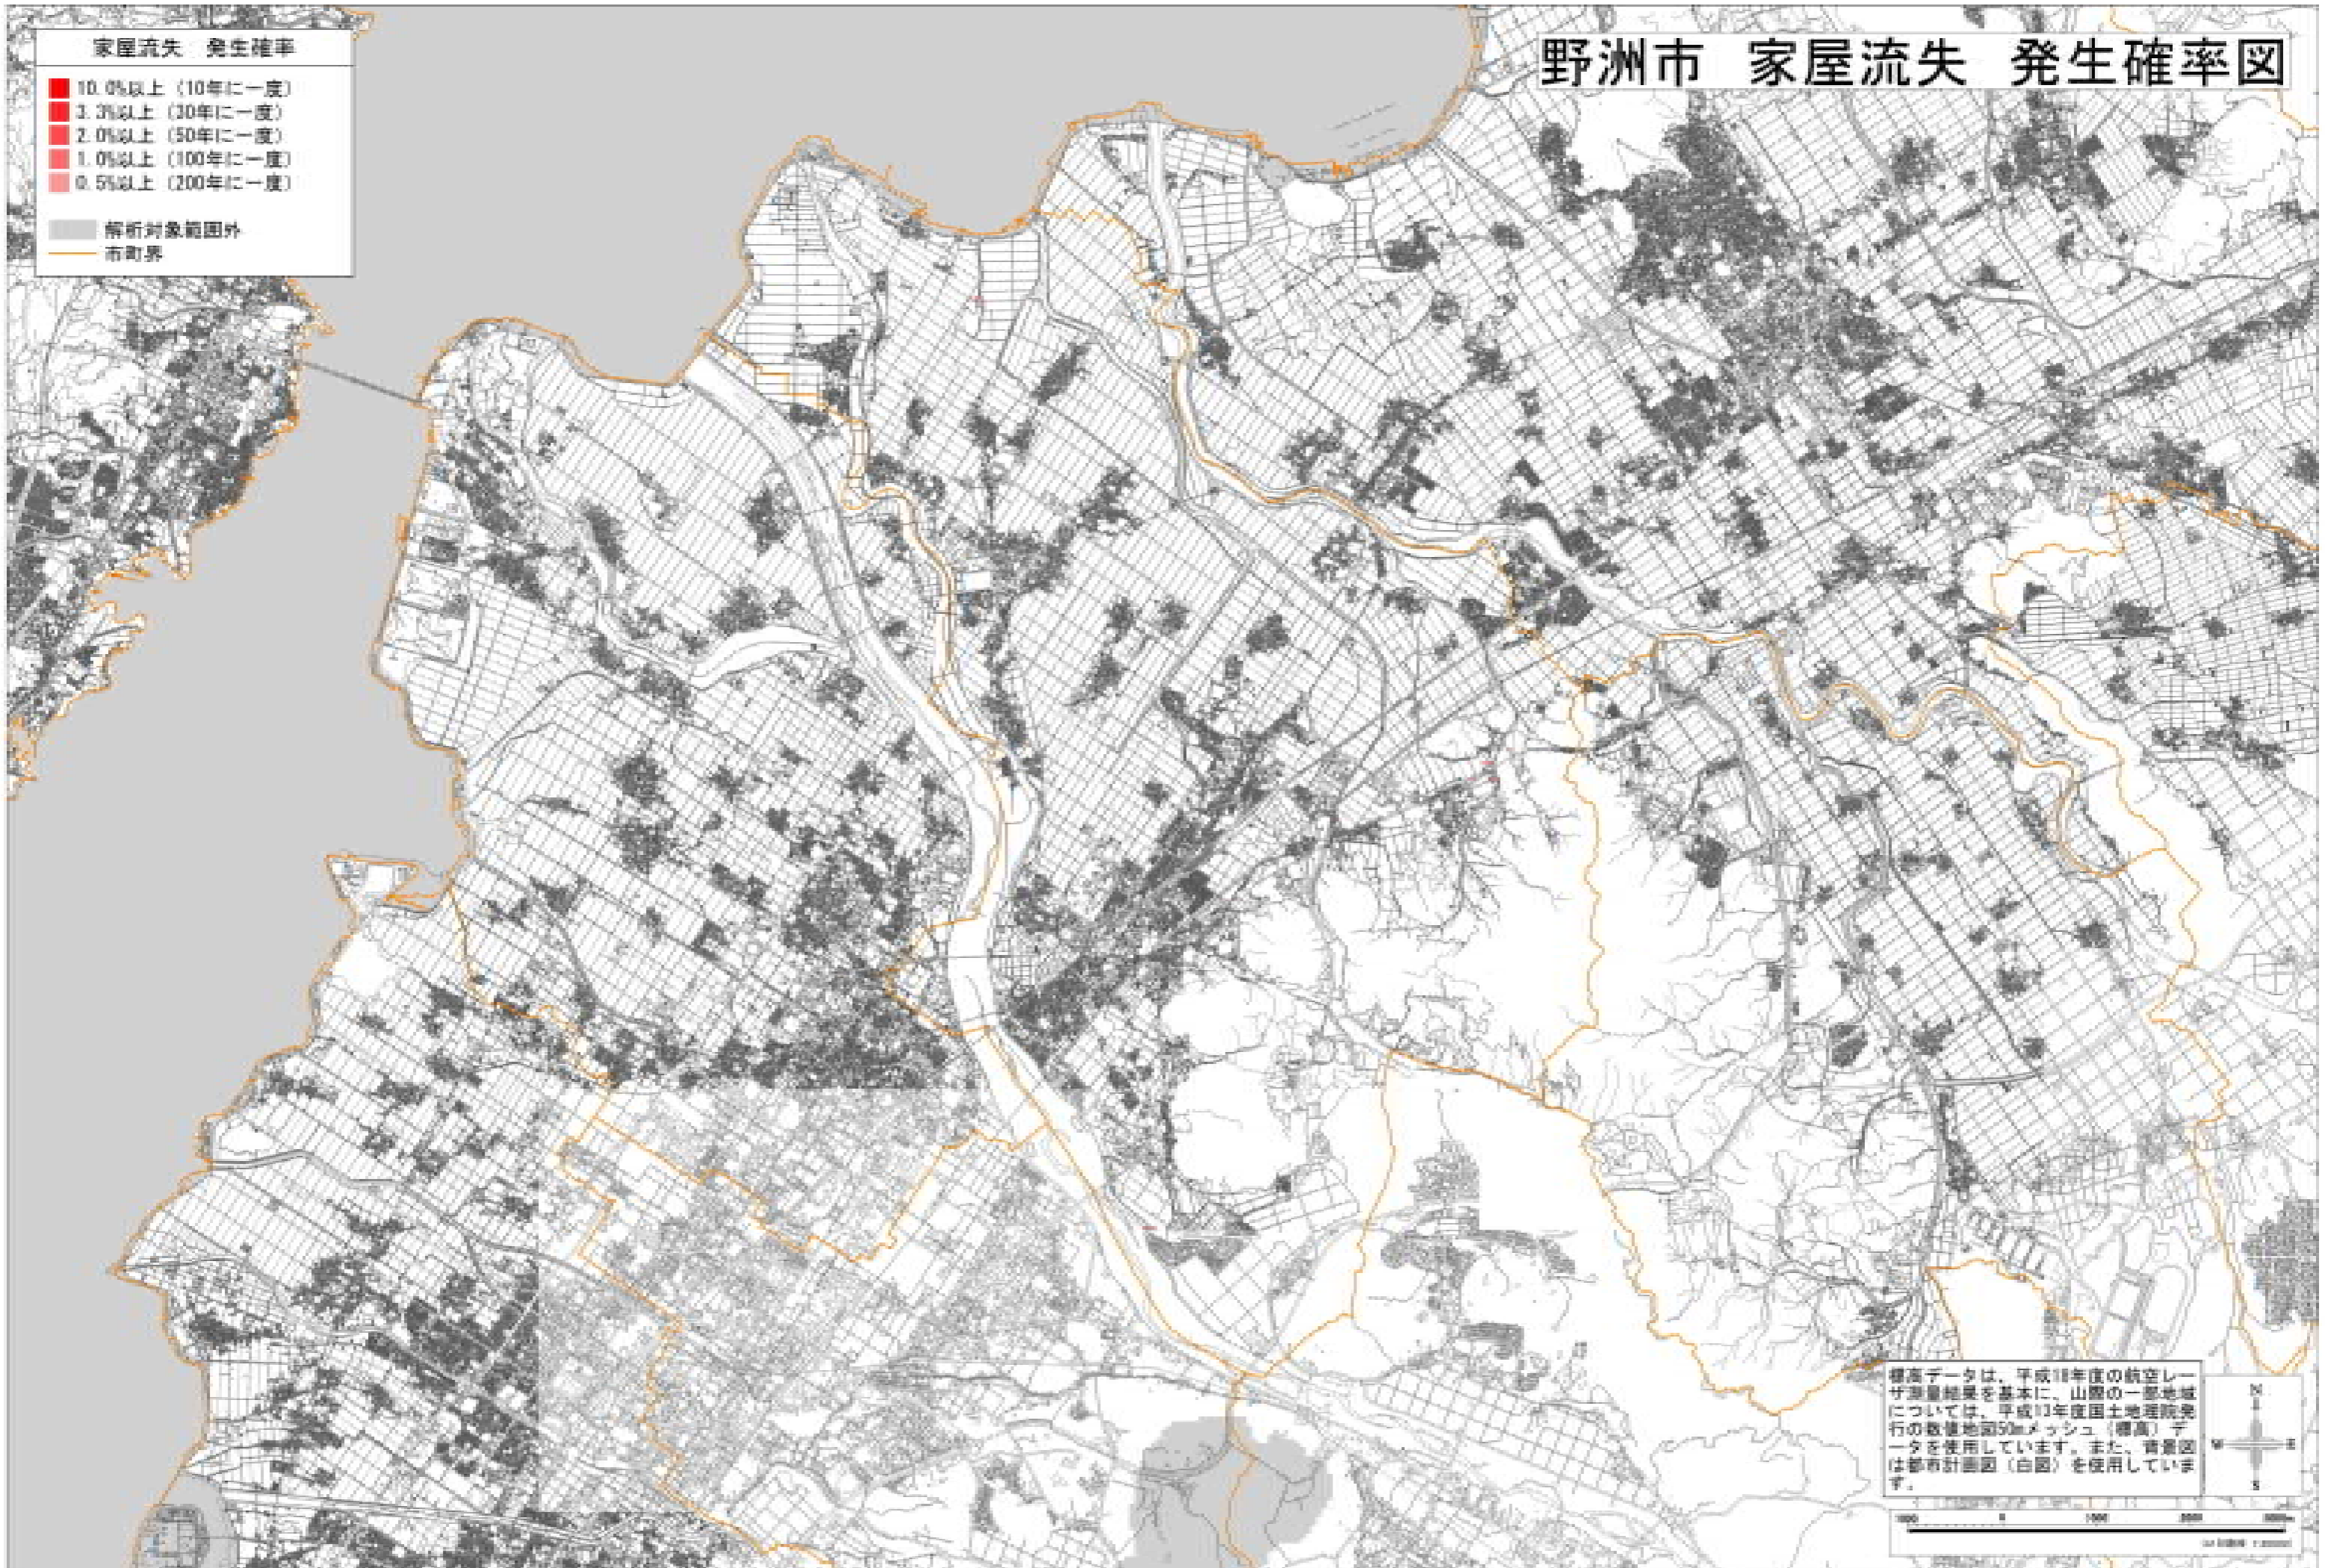 家屋流失 発生確率
10.0%以上（10年に一度）
3.3%以上（30年に一度）
2.0%以上（50年に一度）
1.0%以上（100年に一度）
0.5%以上（200年に一度）
解析対象範囲外
市町界
野洲市 家屋流失 発生確率図
標高データは、平成18年度の航空レー
ザ測量結果を基本に、山間の一部地域
については、平成13年度国土地理院発
行の数値地図50mメッシュ（標高）デ
ータを使用しています。また、背景図
は都市計画図（白図）を使用していま
す。
N
W E
S
1000 0 1000 2000 3000m